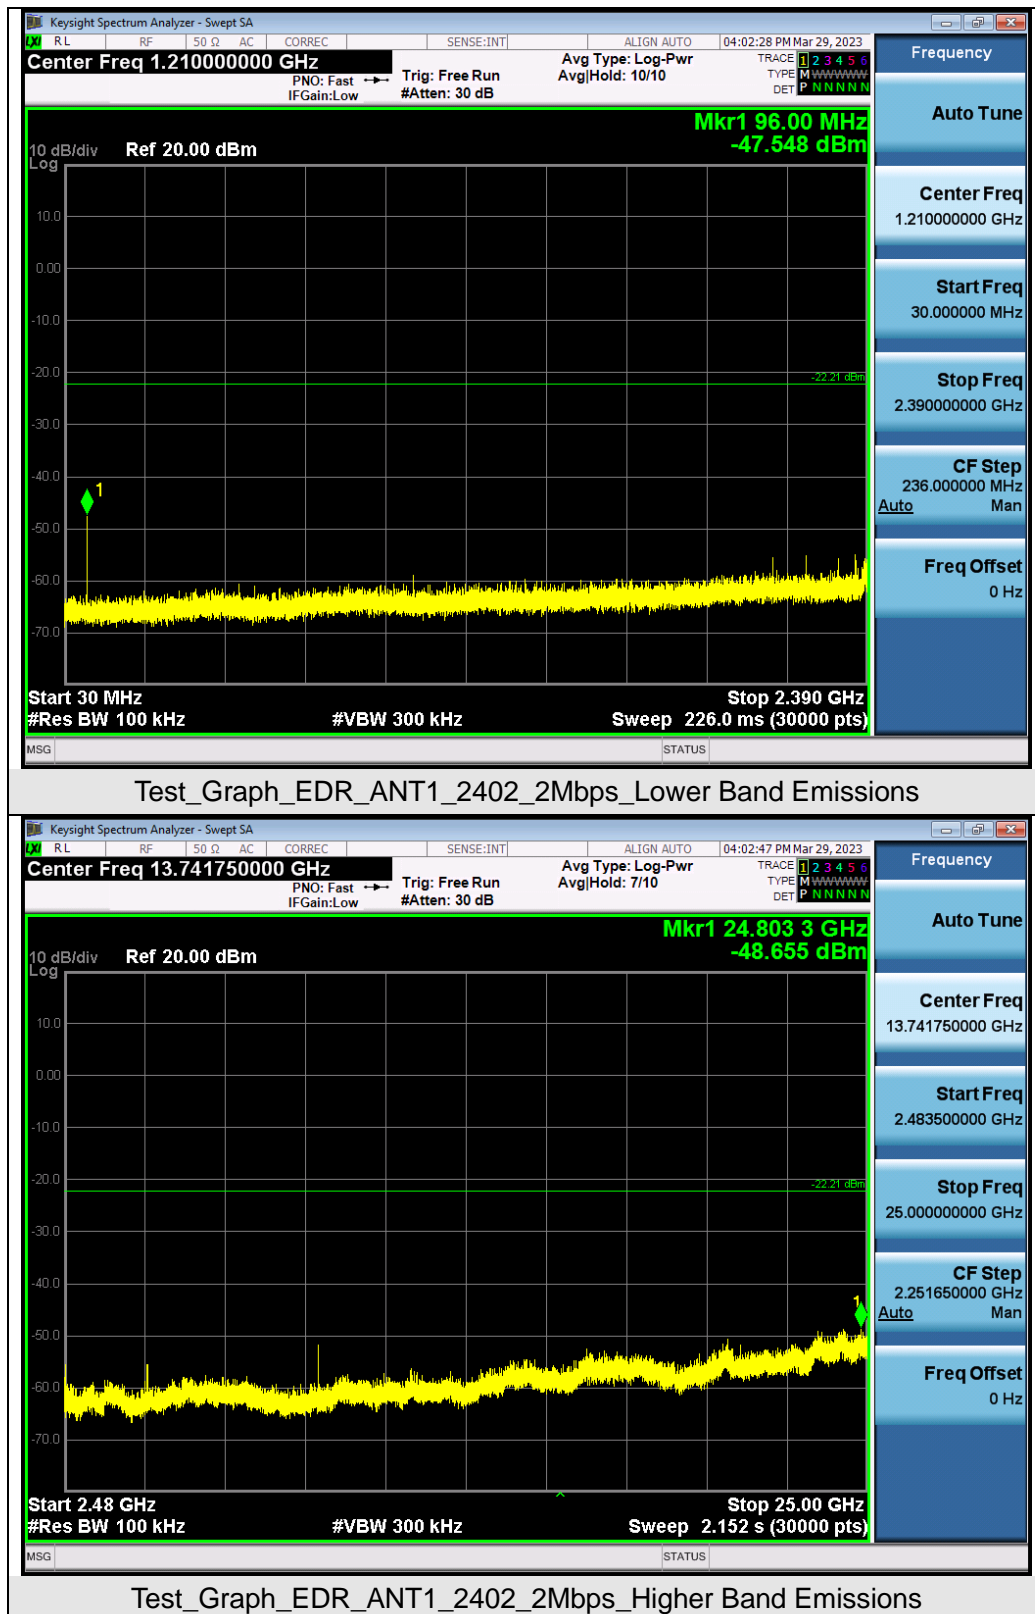 Keysight Spectrum Analyzer - Swept SA
LXI RL RF 50 Ω AC CORREC SENSE:INT ALIGN AUTO 04:02:28 PM Mar 29, 2023
Center Freq 1.210000000 GHz
PNO: Fast
IFGain:Low
Trig: Free Run
#Atten: 30 dB
Avg Type: Log-Pwr
Avg|Hold: 10/10
TRACE 1 2 3 4 5 6
TYPE M WWWWW
DET P N N N N N
Frequency
Mkr1 96.00 MHz
-47.548 dBm
10 dB/div Ref 20.00 dBm
Log
10.0
0.00
-10.0
-20.0
-22.21 dBm
-30.0
-40.0
1
-50.0
-60.0
-70.0
Start 30 MHz Stop 2.390 GHz
#Res BW 100 kHz #VBW 300 kHz Sweep 226.0 ms (30000 pts)
MSG STATUS
Auto Tune
Center Freq
1.210000000 GHz
Start Freq
30.000000 MHz
Stop Freq
2.390000000 GHz
CF Step
236.000000 MHz
Auto Man
Freq Offset
0 Hz
Test_Graph_EDR_ANT1_2402_2Mbps_Lower Band Emissions
Keysight Spectrum Analyzer - Swept SA
LXI RL RF 50 Ω AC CORREC SENSE:INT ALIGN AUTO 04:02:47 PM Mar 29, 2023
Center Freq 13.741750000 GHz
PNO: Fast
IFGain:Low
Trig: Free Run
#Atten: 30 dB
Avg Type: Log-Pwr
Avg|Hold: 7/10
TRACE 1 2 3 4 5 6
TYPE M WWWWW
DET P N N N N N
Frequency
Mkr1 24.803 3 GHz
-48.655 dBm
10 dB/div Ref 20.00 dBm
Log
10.0
0.00
-10.0
-20.0
-22.21 dBm
-30.0
-40.0
1
-50.0
-60.0
-70.0
Start 2.48 GHz Stop 25.00 GHz
#Res BW 100 kHz #VBW 300 kHz Sweep 2.152 s (30000 pts)
MSG STATUS
Auto Tune
Center Freq
13.741750000 GHz
Start Freq
2.483500000 GHz
Stop Freq
25.000000000 GHz
CF Step
2.251650000 GHz
Auto Man
Freq Offset
0 Hz
Test_Graph_EDR_ANT1_2402_2Mbps_Higher Band Emissions